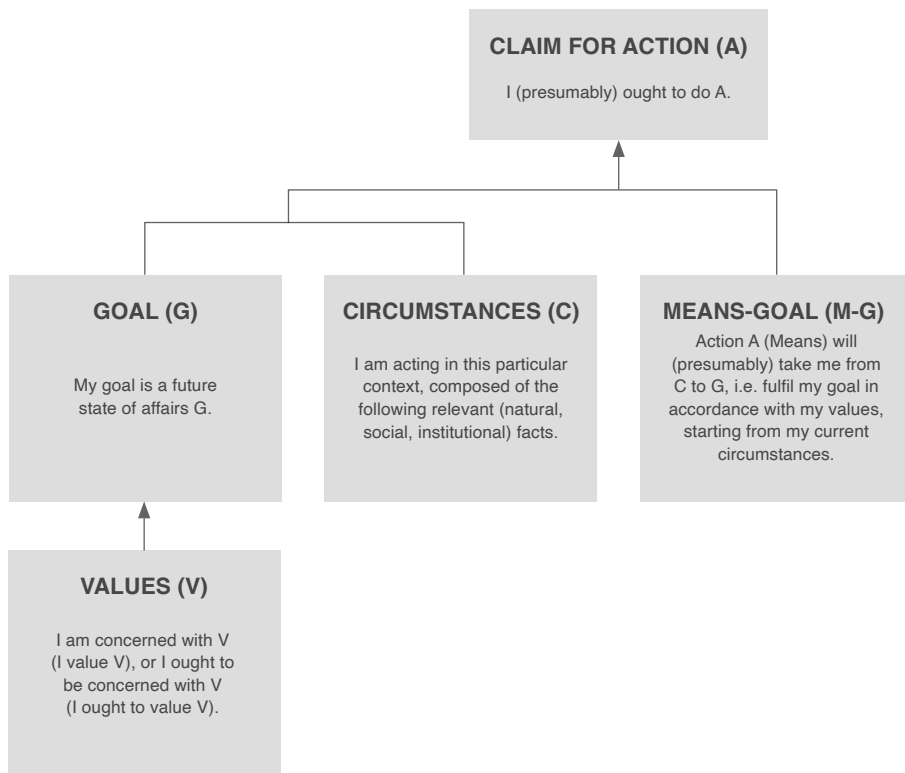 CLAIM FOR ACTION (A)
I (presumably) ought to do A.
GOAL (G)
My goal is a future
state of affairs G.
CIRCUMSTANCES (C)
I am acting in this particular
context, composed of the
following relevant (natural,
social, institutional) facts.
MEANS-GOAL (M-G)
Action A (Means) will
(presumably) take me from
C to G, i.e. fulfil my goal in
accordance with my values,
starting from my current
circumstances.
VALUES (V)
I am concerned with V
(I value V), or I ought to
be concerned with V
(I ought to value V).